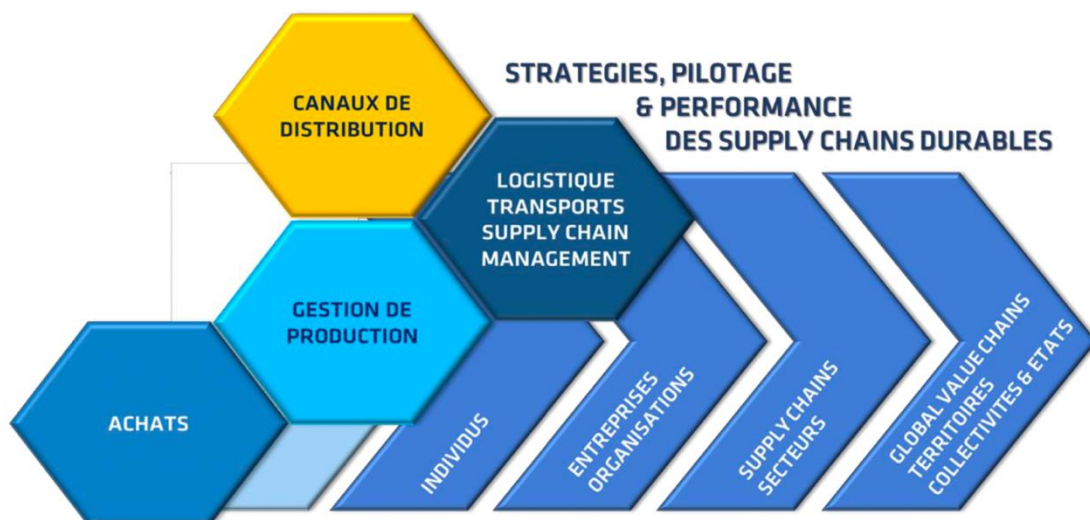 STRATEGIES, PILOTAGE
& PERFORMANCE
DES SUPPLY CHAINS DURABLES
CANAUX DE
DISTRIBUTION
LOGISTIQUE
TRANSPORTS
SUPPLY CHAIN
MANAGEMENT
GESTION DE
PRODUCTION
ACHATS
INDIVIDUS
ENTREPRISES
ORGANISATIONS
SUPPLY CHAINS
SECTEURS
GLOBAL VALUE CHAINS
TERRITOIRES
COLLECTIVITES & ETATS